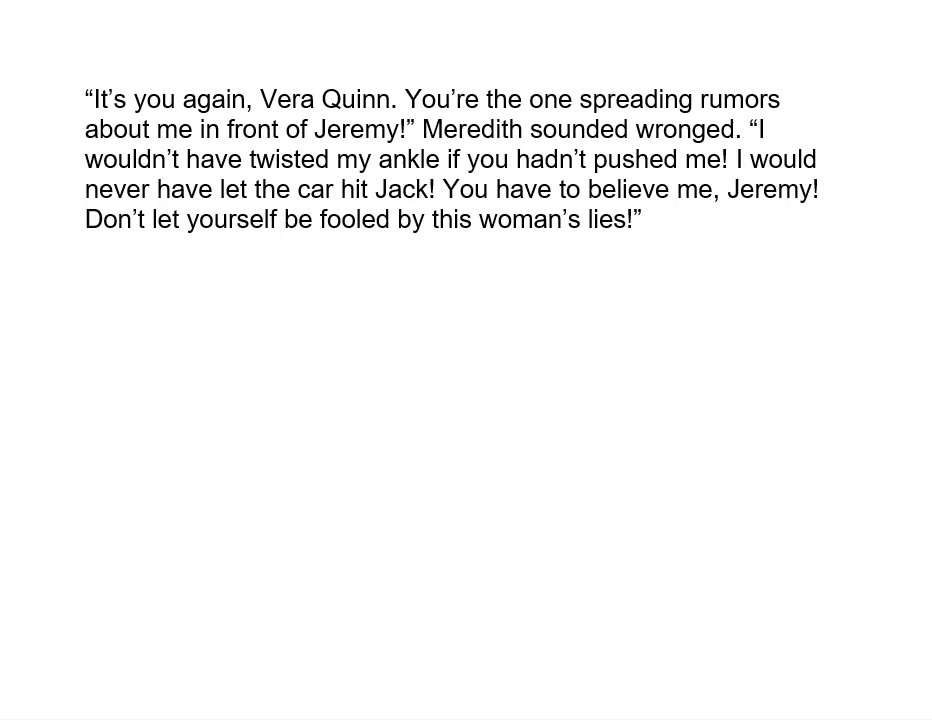 “It’s you again, Vera Quinn. You’re the one spreading rumors
about me in front of Jeremy!” Meredith sounded wronged. “I
wouldn’t have twisted my ankle if you hadn’t pushed me! I would
never have let the car hit Jack! You have to believe me, Jeremy!
Don’t let yourself be fooled by this woman’s lies!”